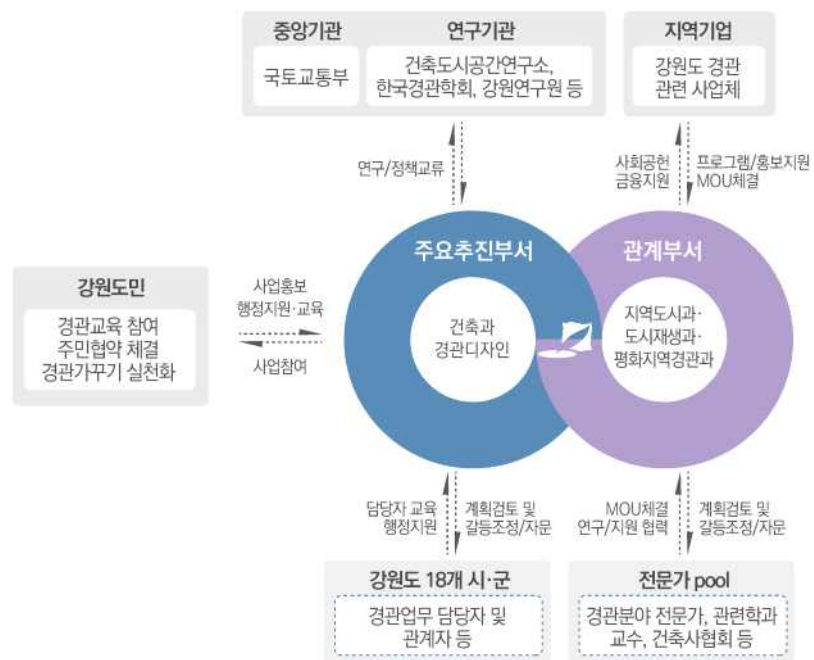 중앙기관
국토교통부
연구기관
건축도시공간연구소,
한국경관학회, 강원연구원 등
지역기업
강원도 경관
관련 사업체
연구/정책교류
사회공헌
금융지원
프로그램/홍보지원
MOU체결
주요추진부서
건축과
경관디자인
관계부서
지역도시과·
도시재생과·
평화지역경관과
강원도민
경관교육 참여
주민협약 체결
경관가꾸기 실천화
사업홍보
행정지원·교육
사업참여
담당자 교육
행정지원
계획검토 및
갈등조정/자문
MOU체결
연구/지원 협력
계획검토 및
갈등조정/자문
강원도 18개 시·군
경관업무 담당자 및
관계자 등
전문가 pool
경관분야 전문가, 관련학과
교수, 건축사협회 등